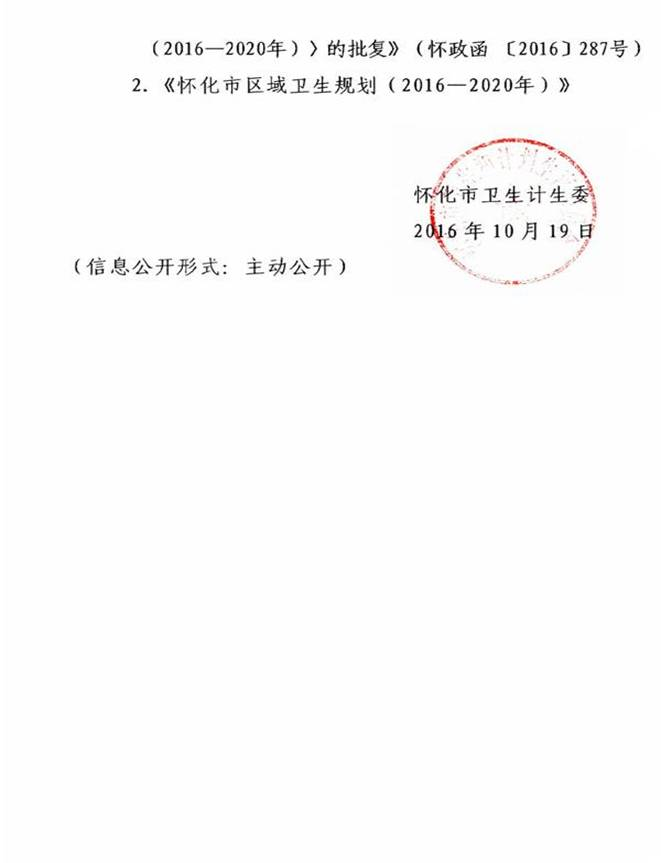 （2016—2020年）〉的批复》（怀政函〔2016〕287号）
2.《怀化市区域卫生规划（2016—2020年）》
怀化市卫生计生委
2016年10月19日
（信息公开形式：主动公开）